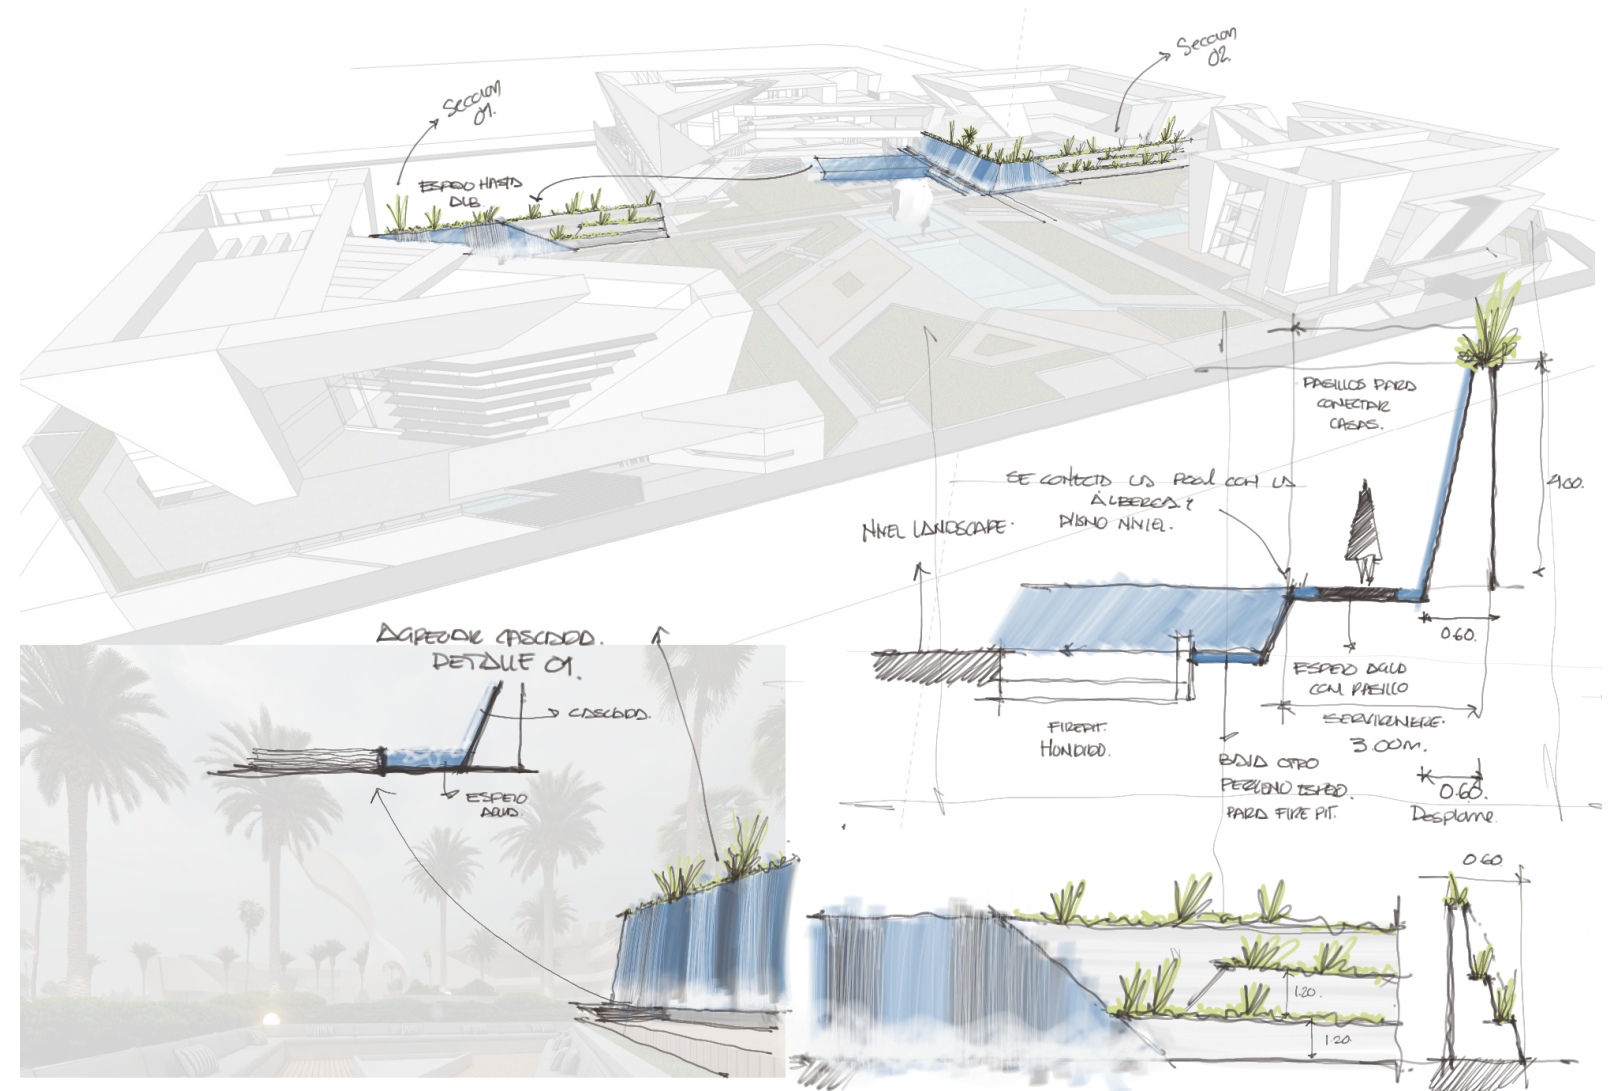 Seccion
02.
Seccion
01.
ESPEJO HASTA
PASILLOS PARA
CONECTAR
CASAS.
SE CONECTA LA POOL CON LA
ALBERCA Y
MISMO NIVEL.
NIVEL LANDSCAPE.
4.00.
0.60.
AGREGAR CASCADA.
DETALLE 01.
CASCADA.
ESPEJO
AGUA.
ESPEJO AGUA
CON PASILLO
3.00M.
FIREPIT.
HUNDIDO.
BAJA OTRO
PEQUEÑO ESPEJO.
PARA FIRE PIT.
0.60.
Desplome.
0.60
1.20.
1.20